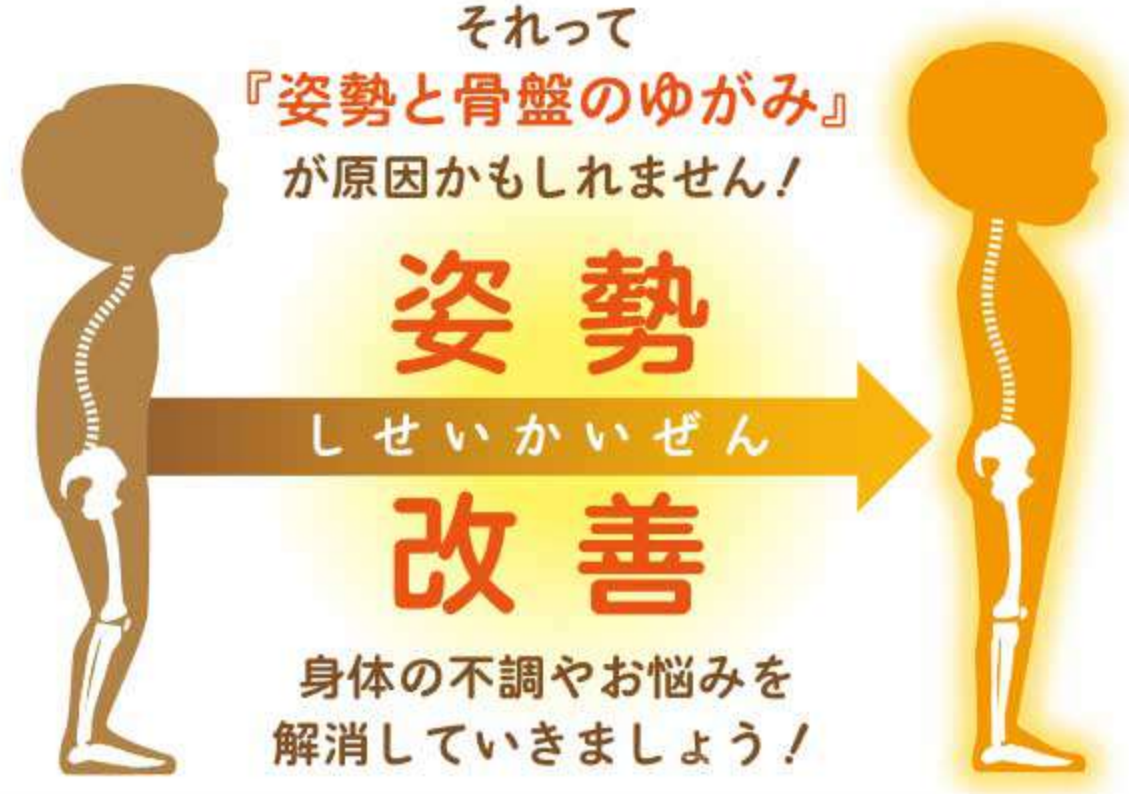 それって
『姿勢と骨盤のゆがみ』
が原因かもしれません！
姿勢
しせいかいぜん
改善
身体の不調やお悩みを
解消していきましょう！